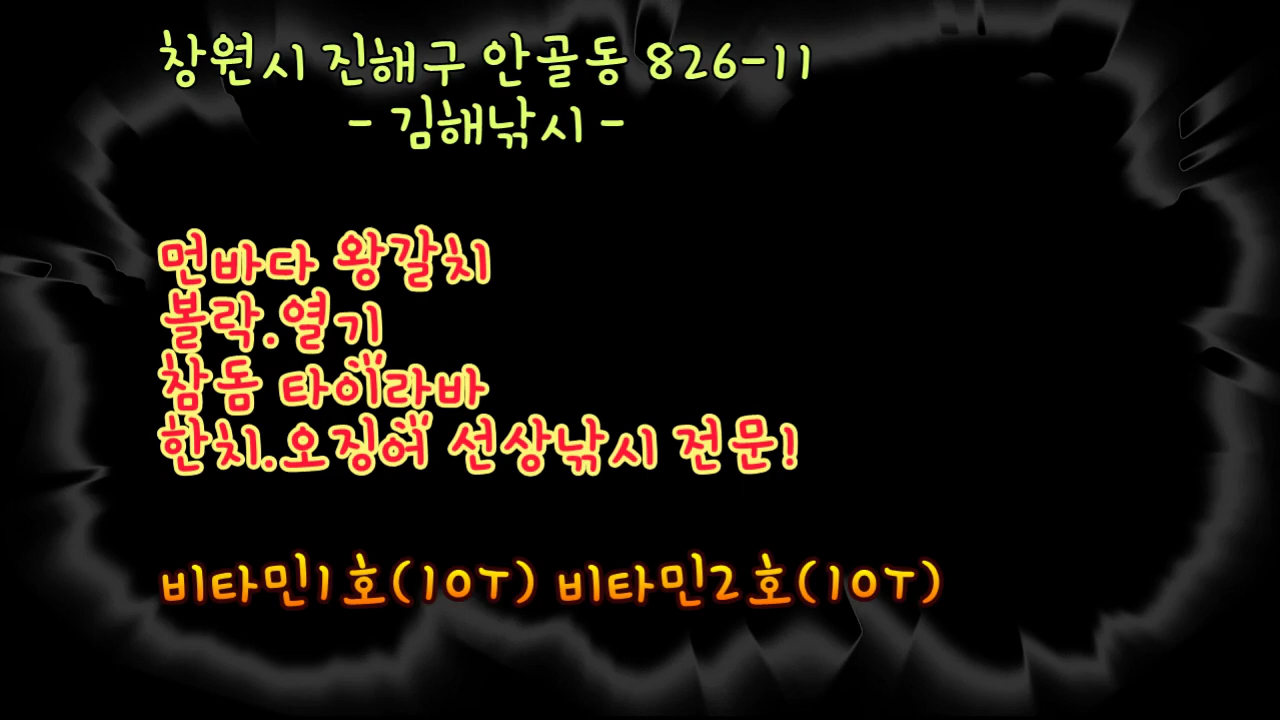 창원시 진해구 안골동 826-11
- 김해낚시 -
먼바다 왕갈치
볼락.열기
참돔 타이라바
한치.오징어 선상낚시 전문!
비타민1호(10T) 비타민2호(10T)